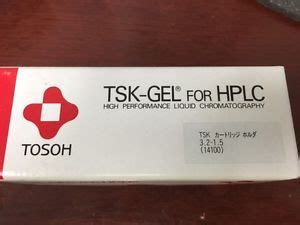 TSK-GEL® FOR HPLC
HIGH PERFORMANCE LIQUID CHROMATOGRAPHY
TOSOH
TSK カートリッジ ホルダ
3.2-1.5
(14100)